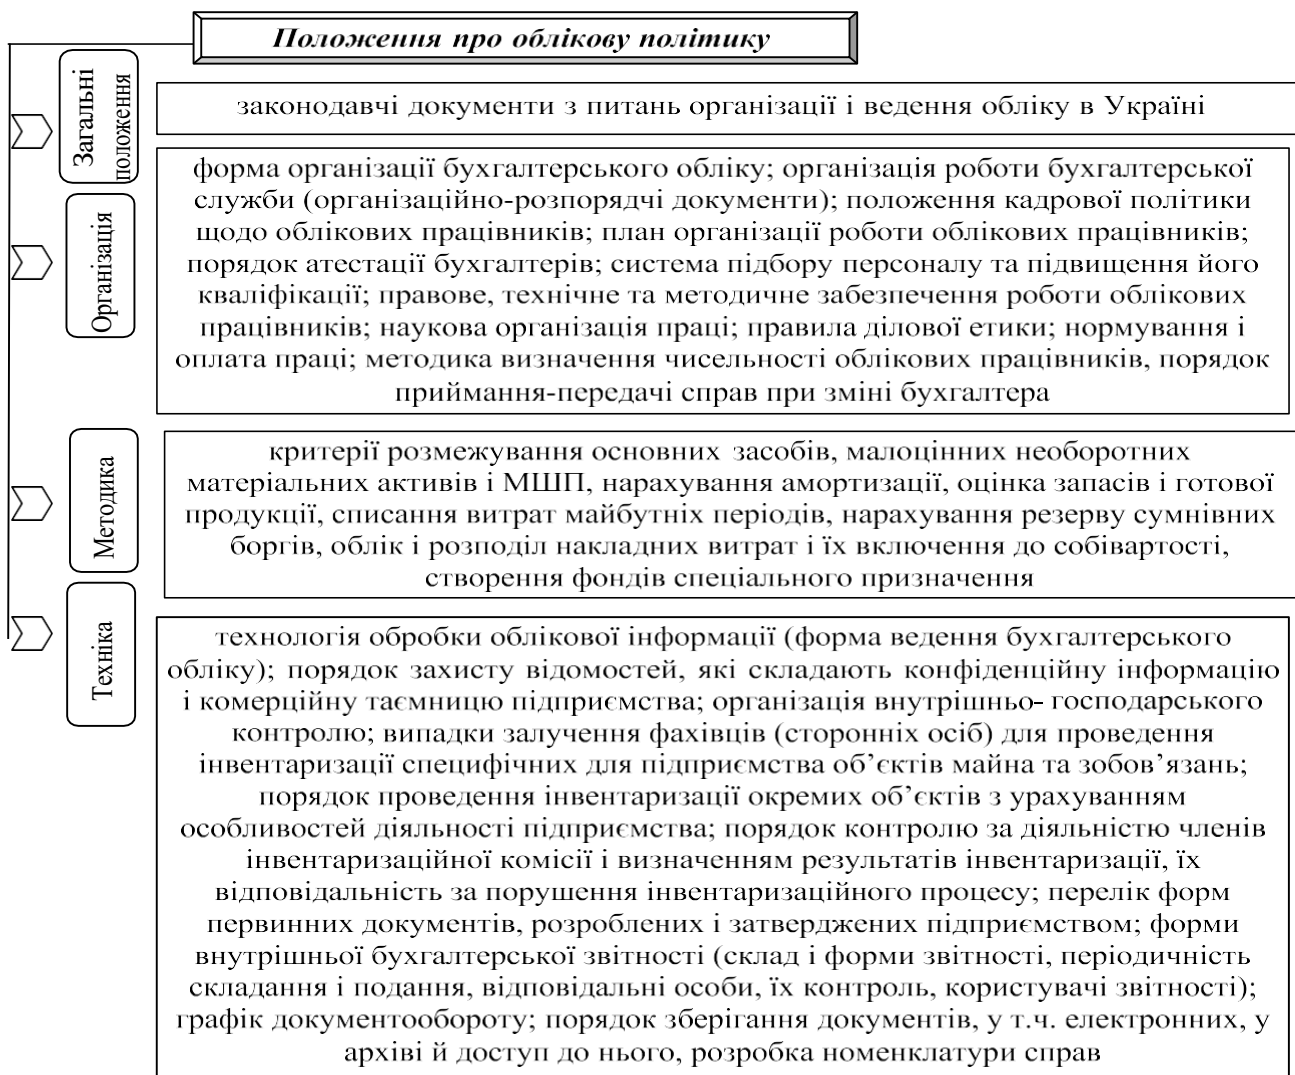 Положення про облікову політику
Загальні
положення
законодавчі документи з питань організації і ведення обліку в Україні
Організація
форма організації бухгалтерського обліку; організація роботи бухгалтерської
служби (організаційно-розпорядчі документи); положення кадрової політики
щодо облікових працівників; план організації роботи облікових працівників;
порядок атестації бухгалтерів; система підбору персоналу та підвищення його
кваліфікації; правове, технічне та методичне забезпечення роботи облікових
працівників; наукова організація праці; правила ділової етики; нормування і
оплата праці; методика визначення чисельності облікових працівників, порядок
приймання-передачі справ при зміні бухгалтера
Методика
критерії розмежування основних засобів, малоцінних необоротних
матеріальних активів і МШП, нарахування амортизації, оцінка запасів і готової
продукції, списання витрат майбутніх періодів, нарахування резерву сумнівних
боргів, облік і розподіл накладних витрат і їх включення до собівартості,
створення фондів спеціального призначення
Техніка
технологія обробки облікової інформації (форма ведення бухгалтерського
обліку); порядок захисту відомостей, які складають конфіденційну інформацію
і комерційну таємницю підприємства; організація внутрішньо- господарського
контролю; випадки залучення фахівців (сторонніх осіб) для проведення
інвентаризації специфічних для підприємства об’єктів майна та зобов’язань;
порядок проведення інвентаризації окремих об’єктів з урахуванням
особливостей діяльності підприємства; порядок контролю за діяльністю членів
інвентаризаційної комісії і визначенням результатів інвентаризації, їх
відповідальність за порушення інвентаризаційного процесу; перелік форм
первинних документів, розроблених і затверджених підприємством; форми
внутрішньої бухгалтерської звітності (склад і форми звітності, періодичність
складання і подання, відповідальні особи, їх контроль, користувачі звітності);
графік документообороту; порядок зберігання документів, у т.ч. електронних, у
архіві й доступ до нього, розробка номенклатури справ